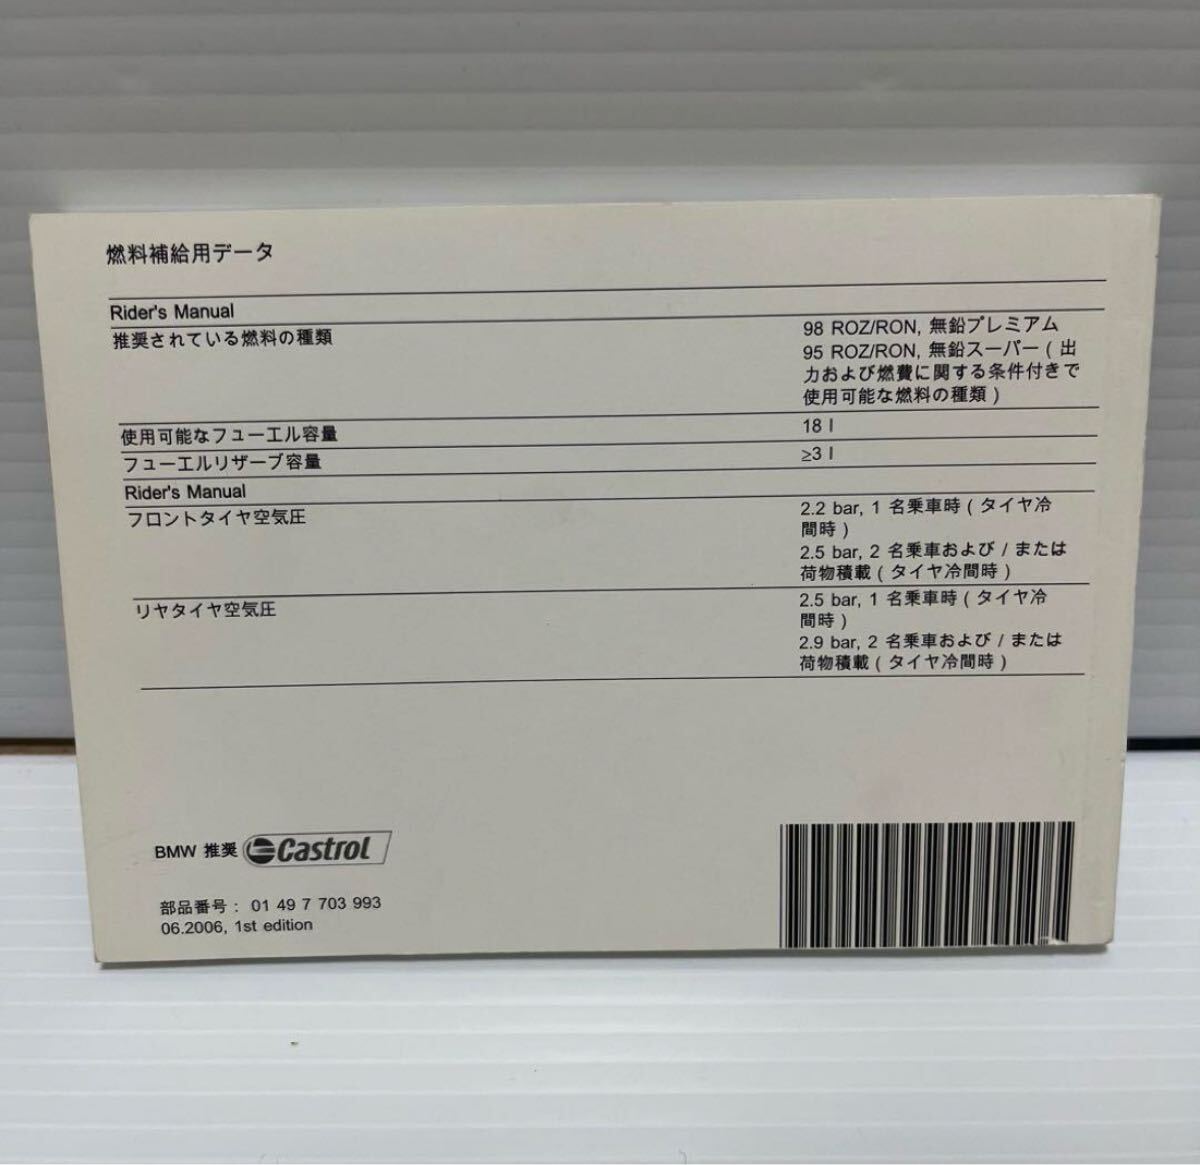 燃料補給用データ
Rider's Manual
推奨されている燃料の種類
98 ROZ/RON, 無鉛プレミアム
95 ROZ/RON, 無鉛スーパー ( 出
力および燃費に関する条件付きで
使用可能な燃料の種類 )
使用可能なフューエル容量
18 l
フューエルリザーブ容量
≥3 l
Rider's Manual
フロントタイヤ空気圧
2.2 bar, 1 名乗車時 ( タイヤ冷
間時 )
2.5 bar, 2 名乗車および / または
荷物積載 ( タイヤ冷間時 )
リヤタイヤ空気圧
2.5 bar, 1 名乗車時 ( タイヤ冷
間時 )
2.9 bar, 2 名乗車および / または
荷物積載 ( タイヤ冷間時 )
BMW 推奨 Castrol
部品番号 : 01 49 7 703 993
06.2006, 1st edition